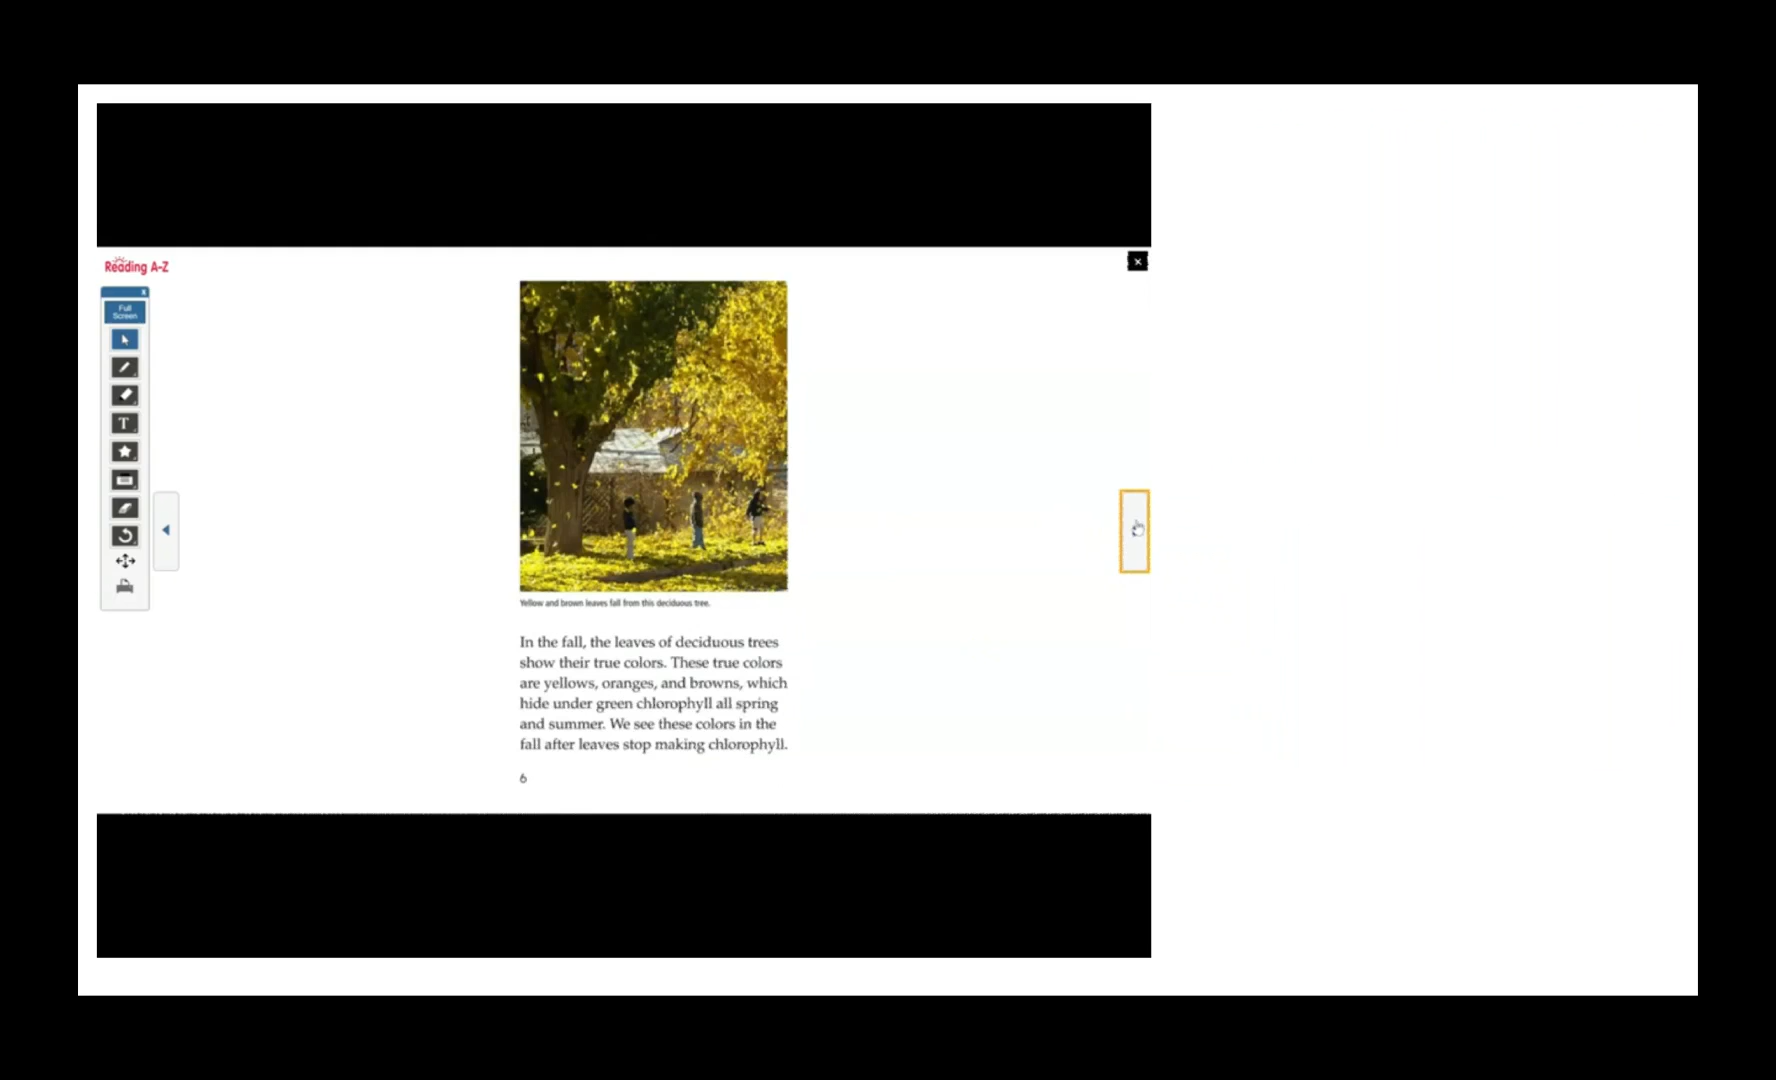 Reading A-Z
x
Full
Screen
T
Yellow and brown leaves fall from this deciduous tree.
In the fall, the leaves of deciduous trees
show their true colors. These true colors
are yellows, oranges, and browns, which
hide under green chlorophyll all spring
and summer. We see these colors in the
fall after leaves stop making chlorophyll.
6